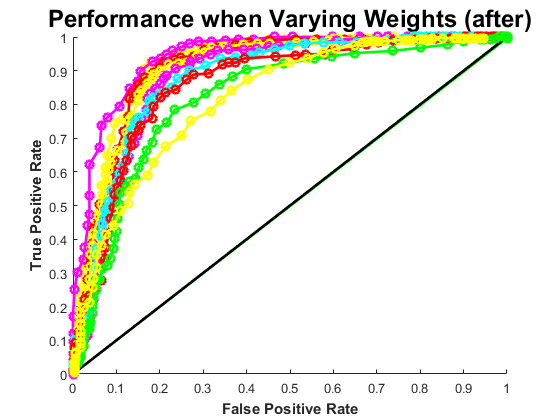 Performance when Varying Weights (after)
1
0.9
0.8
0.7
0.6
0.5
0.4
0.3
0.2
0.1
0
True Positive Rate
0 0.1 0.2 0.3 0.4 0.5 0.6 0.7 0.8 0.9 1
False Positive Rate